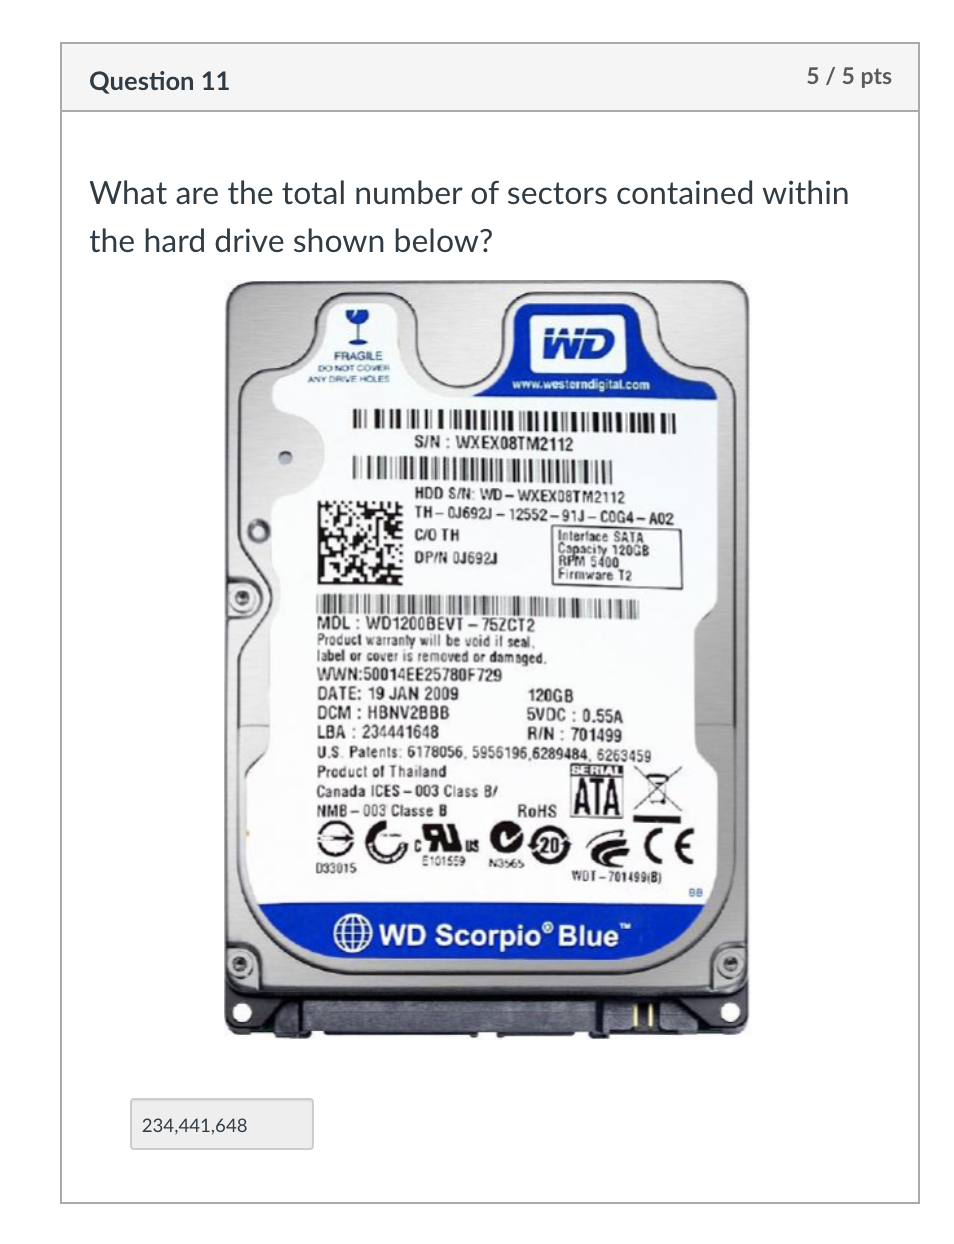 Question 11
5 / 5 pts
What are the total number of sectors contained within
the hard drive shown below?
FRAGILE
DO NOT COVER
ANY DRIVE HOLES
WD
www.westerndigital.com
S/N : WXEX08TM2112
HDD S/N: WD-WXEX08TM2112
TH-0J692J-12552-91J-C0G4-A02
C/O TH
DP/N 0J692J
Interface SATA
Capacity 120GB
RPM 5400
Firmware T2
MDL : WD1200BEVT-75ZCT2
Product warranty will be void if seal,
label or cover is removed or damaged.
WWN:50014EE25780F729
DATE: 19 JAN 2009
120GB
DCM : HBNV2BBB
5VDC : 0.55A
LBA : 234441648
R/N : 701499
U.S. Patents: 6178056, 5956196,6289484, 6263459
Product of Thailand
Canada ICES-003 Class B/
NMB-003 Classe B
RoHS
SERIAL
ATA
c RU us
20
CE
D33015
E101559
N3565
WDT-701499(B)
BB
WD Scorpio® Blue™
234,441,648